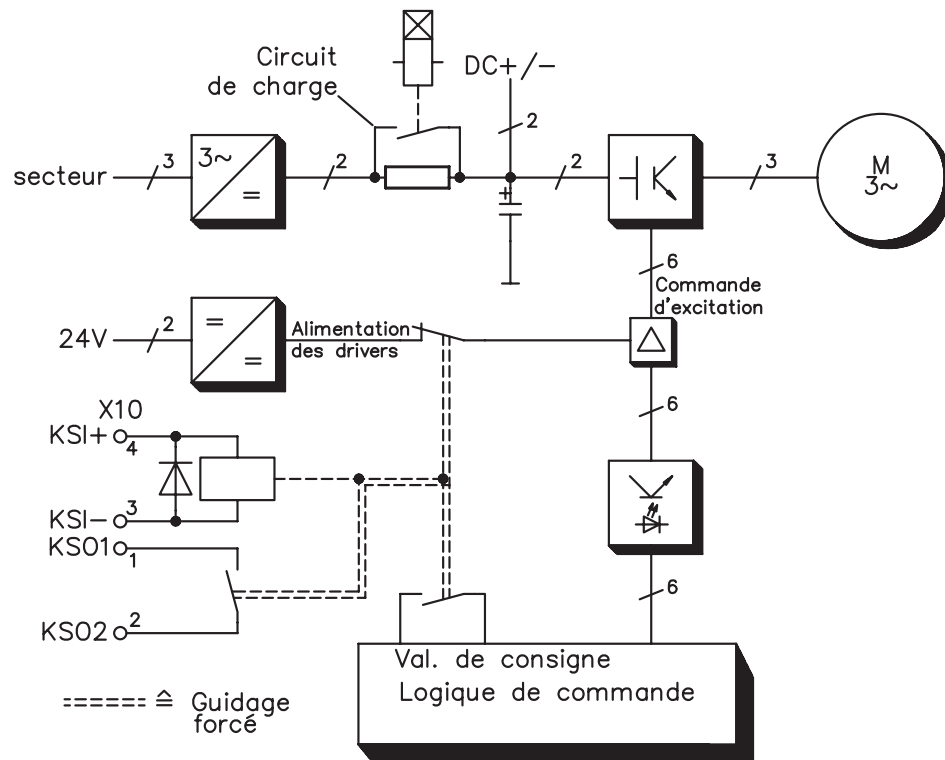 Circuit
de charge
DC+/−
2
secteur
3
3~
=
2
2
3
M
3~
+
6
Commande
d'excitation
24V
2
=
=
Alimentation
des drivers
6
X10
KSI+
4
KSI−
3
KSO1
1
KSO2
2
6
Val. de consigne
Logique de commande
≙ Guidage
forcé